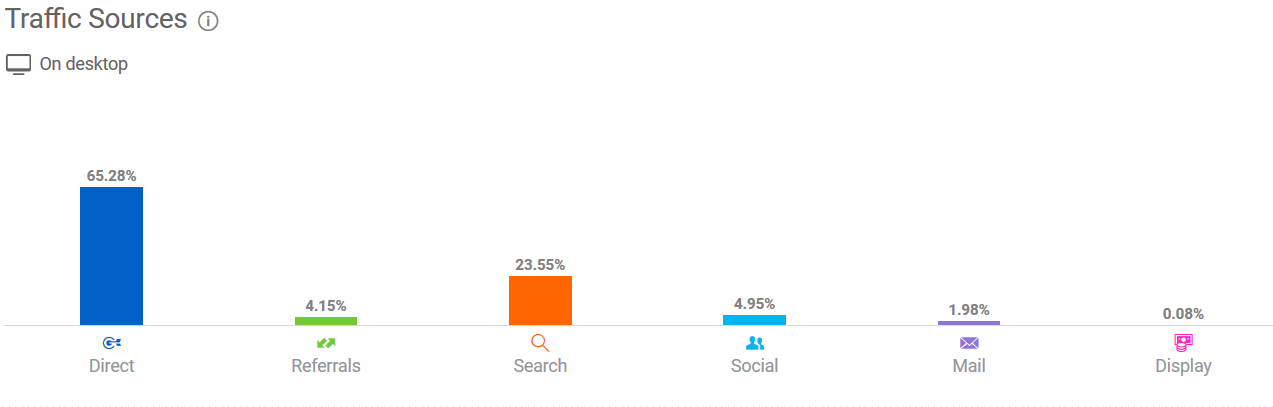 Traffic Sources
On desktop
65.28%
4.15%
23.55%
4.95%
1.98%
0.08%
Direct
Referrals
Search
Social
Mail
Display